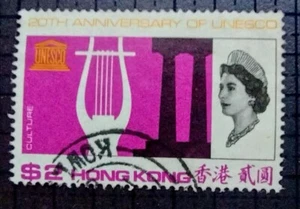 20TH ANNIVERSARY OF UNESCO
UNESCO
CULTURE
$2 HONG KONG 香港 貳圓